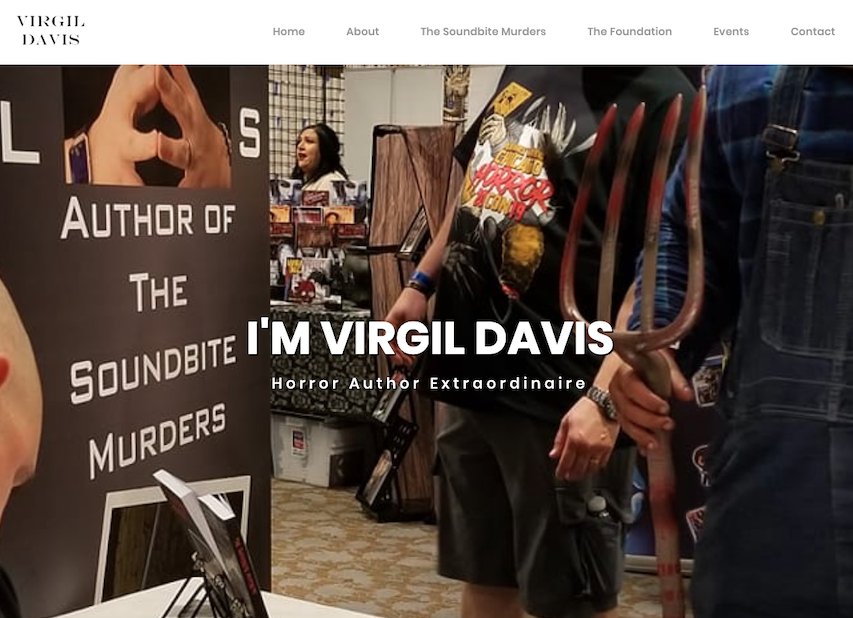 VIRGIL
DAVIS
Home
About
The Soundbite Murders
The Foundation
Events
Contact
L
S
AUTHOR OF
THE
SOUNDBITE
MURDERS
HORROR
I'M VIRGIL DAVIS
Horror Author Extraordinaire